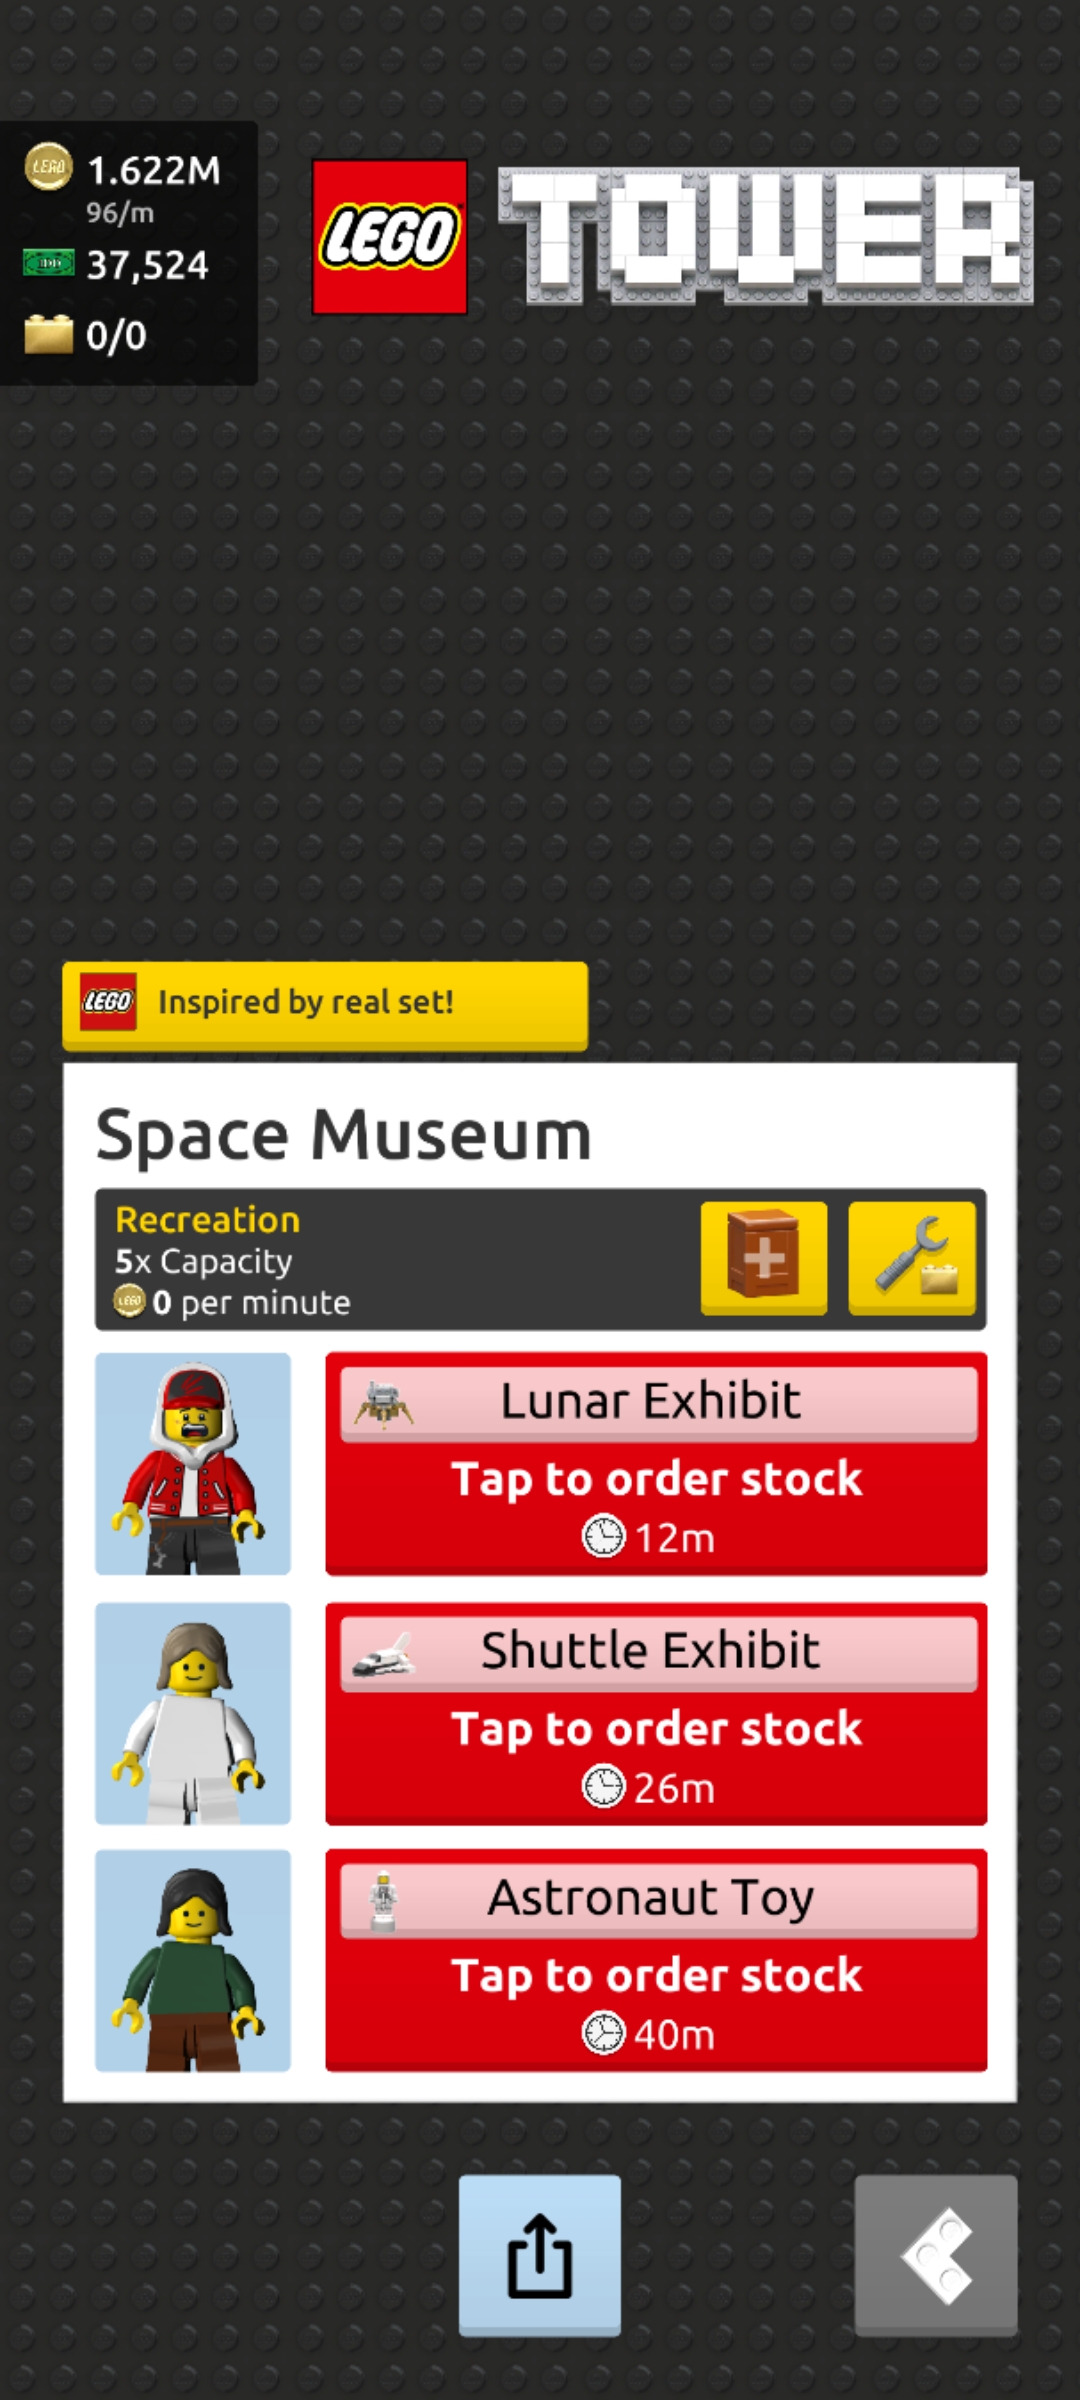 LEGO
1.622M
96/m
37,524
0/0
LEGO
TOWER
LEGO
Inspired by real set!
Space Museum
Recreation
5x Capacity
LEGO
0 per minute
Lunar Exhibit
Tap to order stock
12m
Shuttle Exhibit
Tap to order stock
26m
Astronaut Toy
Tap to order stock
40m